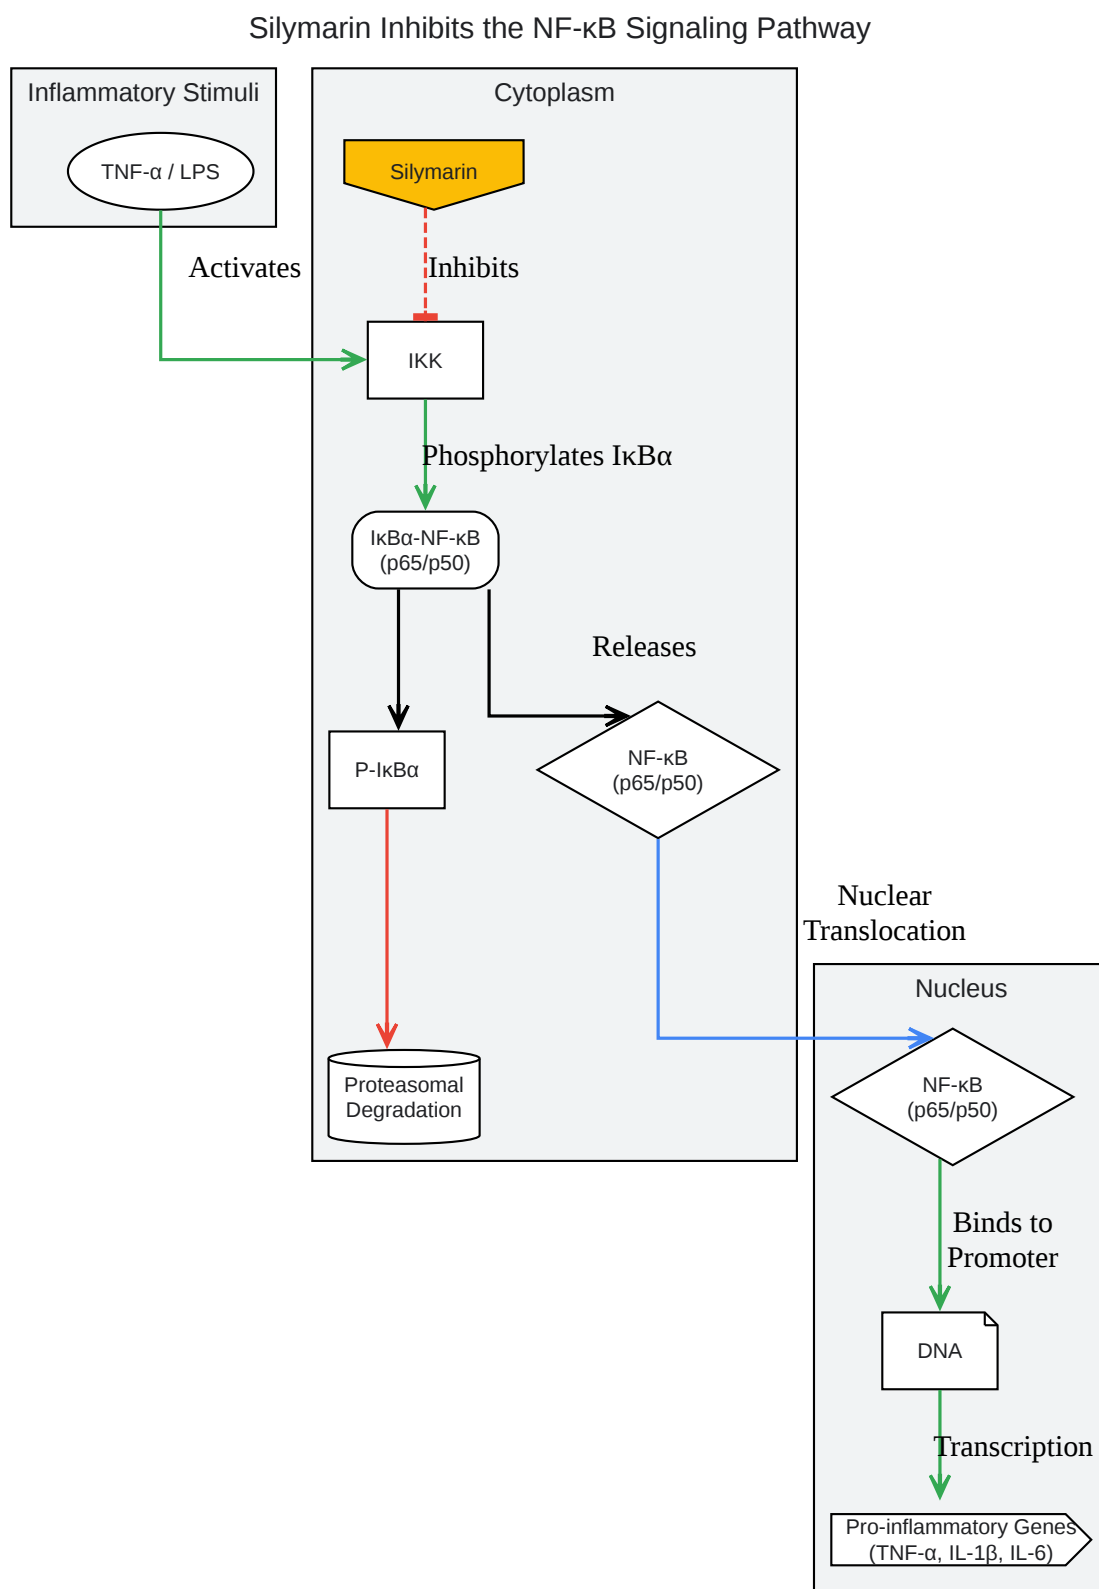 Silymarin Inhibits the NF-κB Signaling Pathway
Inflammatory Stimuli
TNF-α / LPS
Cytoplasm
Silymarin
Activates
Inhibits
IKK
Phosphorylates IκBα
IκBα-NF-κB
(p65/p50)
Releases
P-IκBα
NF-κB
(p65/p50)
Nuclear
Translocation
Proteasomal
Degradation
Nucleus
NF-κB
(p65/p50)
Binds to
Promoter
DNA
Transcription
Pro-inflammatory Genes
(TNF-α, IL-1β, IL-6)